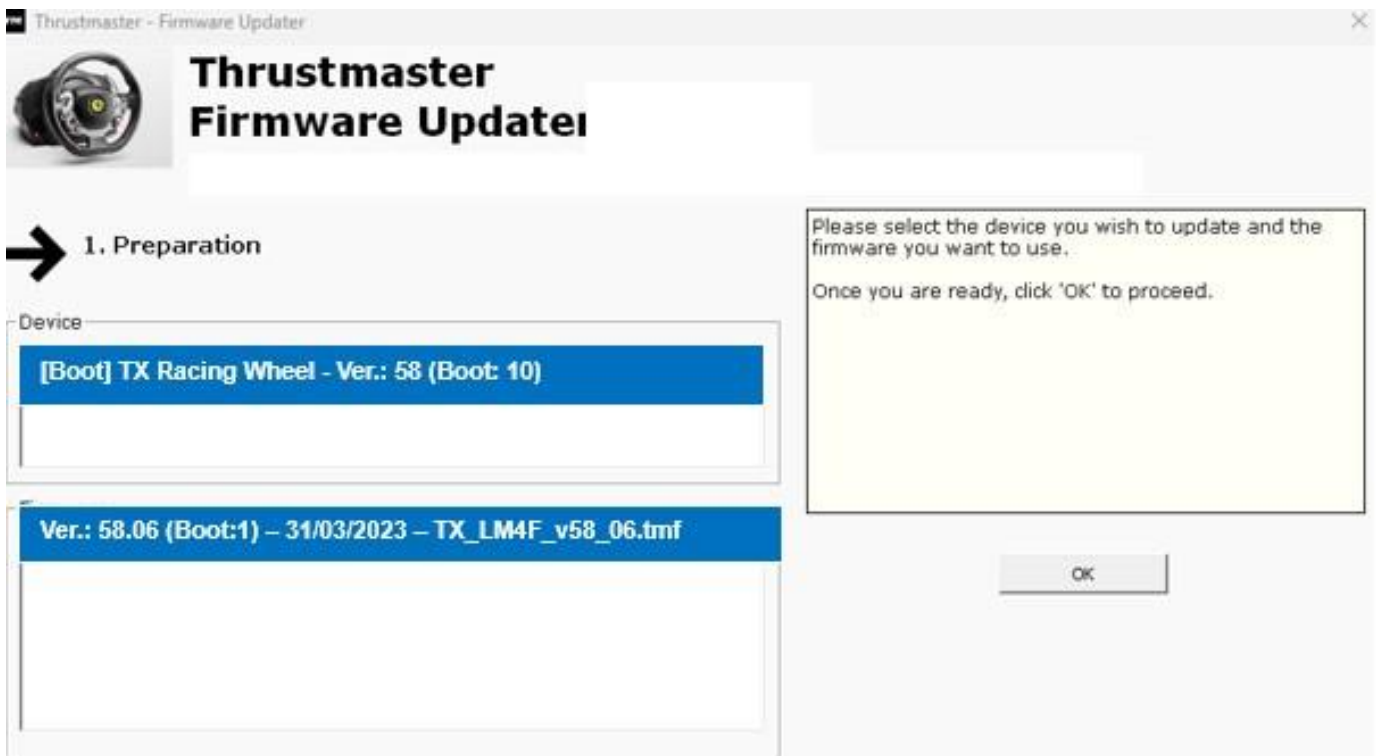 Thrustmaster - Firmware Updater
Thrustmaster
Firmware Updater
1. Preparation
Please select the device you wish to update and the
firmware you want to use.
Once you are ready, click 'OK' to proceed.
Device
[Boot] TX Racing Wheel - Ver.: 58 (Boot: 10)
Ver.: 58.06 (Boot:1) – 31/03/2023 – TX_LM4F_v58_06.tmf
OK